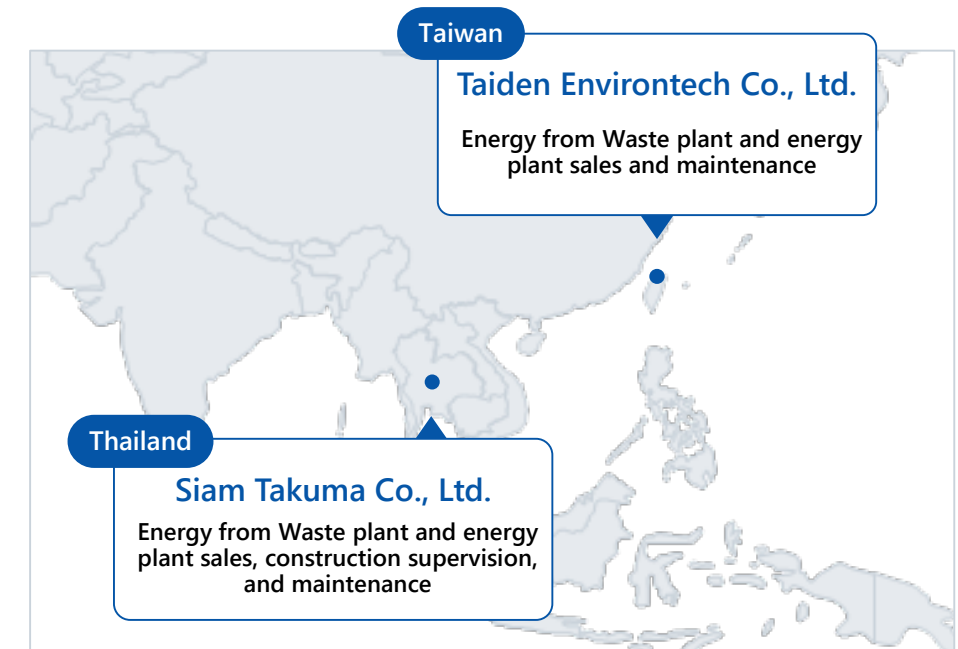 Taiwan
Taiden Environtech Co., Ltd.
Energy from Waste plant and energy
plant sales and maintenance
Thailand
Siam Takuma Co., Ltd.
Energy from Waste plant and energy
plant sales, construction supervision,
and maintenance